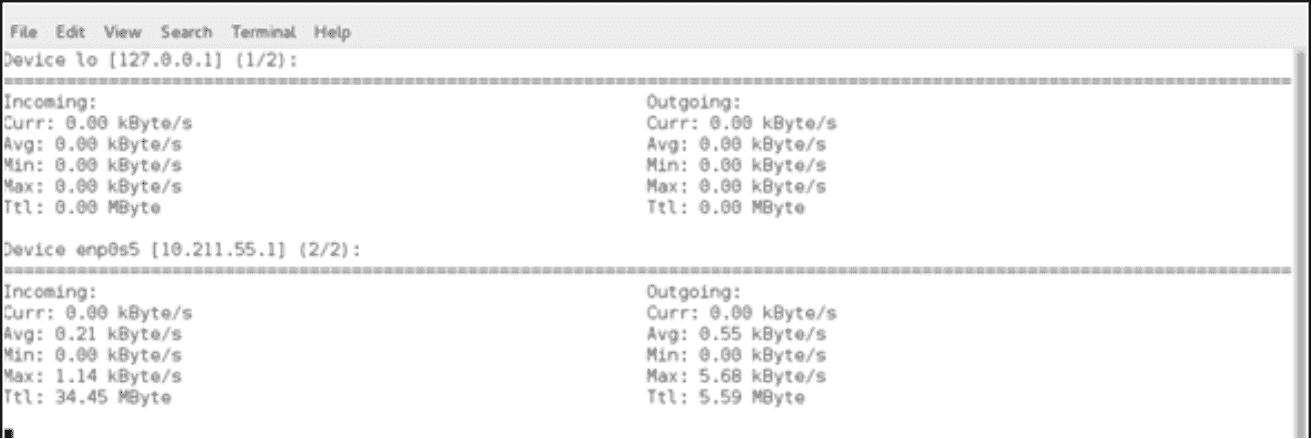 File Edit View Search Terminal Help
Device lo [127.0.0.1] (1/2):
================================================================================
Incoming: Outgoing:
Curr: 0.00 kByte/s Curr: 0.00 kByte/s
Avg: 0.00 kByte/s Avg: 0.00 kByte/s
Min: 0.00 kByte/s Min: 0.00 kByte/s
Max: 0.00 kByte/s Max: 0.00 kByte/s
Ttl: 0.00 MByte Ttl: 0.00 MByte
Device enp0s5 [10.211.55.1] (2/2):
================================================================================
Incoming: Outgoing:
Curr: 0.00 kByte/s Curr: 0.00 kByte/s
Avg: 0.21 kByte/s Avg: 0.55 kByte/s
Min: 0.00 kByte/s Min: 0.00 kByte/s
Max: 1.14 kByte/s Max: 5.68 kByte/s
Ttl: 34.45 MByte Ttl: 5.59 MByte